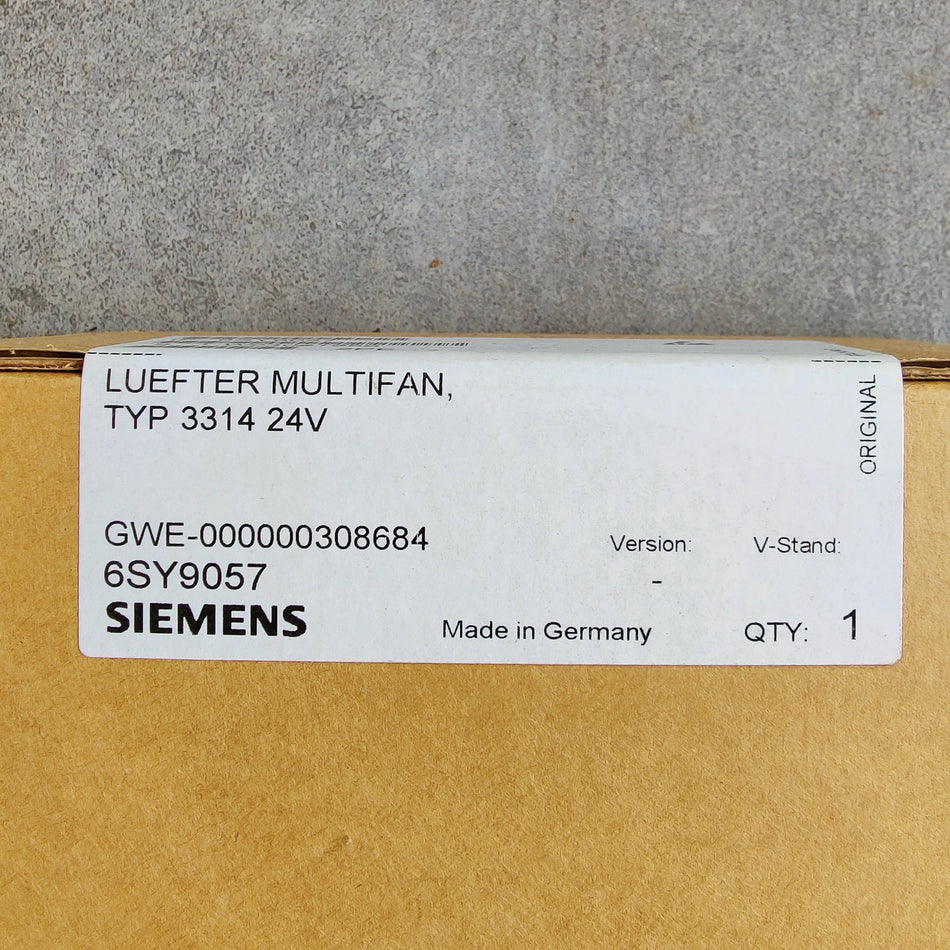 LUEFTER MULTIFAN,
TYP 3314 24V
ORIGINAL
GWE-000000308684
6SY9057
Version:
-
V-Stand:
SIEMENS
Made in Germany
QTY: 1